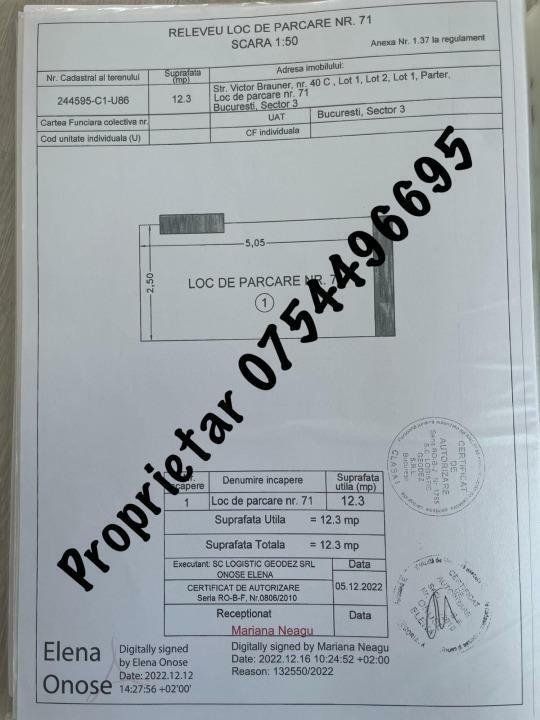 RELEVEU LOC DE PARCARE NR. 71
SCARA 1:50
Anexa Nr. 1.37 la regulament
Nr. Cadastral al terenului
Suprafata (mp)
Adresa imobilului:
244595-C1-U86
12.3
Str. Victor Brauner, nr. 40 C , Lot 1, Lot 2, Lot 1, Parter.
Loc de parcare nr. 71
Bucuresti, Sector 3
Cartea Funciara colectiva nr.
UAT
Bucuresti, Sector 3
Cod unitate individuala (U)
CF individuala
5,05
2,50
LOC DE PARCARE NR. 7
1
Proprietar 0754496695
CERTIFICAT
DE
AUTORIZARE
CLASA I
incapere
Denumire incapere
Suprafata
utila (mp)
1
Loc de parcare nr. 71
12.3
Suprafata Utila = 12.3 mp
Suprafata Totala = 12.3 mp
Executant: SC LOGISTIC GEODEZ SRL
ONOSE ELENA
Data
CERTIFICAT DE AUTORIZARE
Seria RO-B-F, Nr.0806/2010
05.12.2022
Receptionat
Data
Mariana Neagu
Elena
Onose
Digitally signed
by Elena Onose
Date: 2022.12.12
14:27:56 +02'00'
Digitally signed by Mariana Neagu
Date: 2022.12.16 10:24:52 +02:00
Reason: 132550/2022